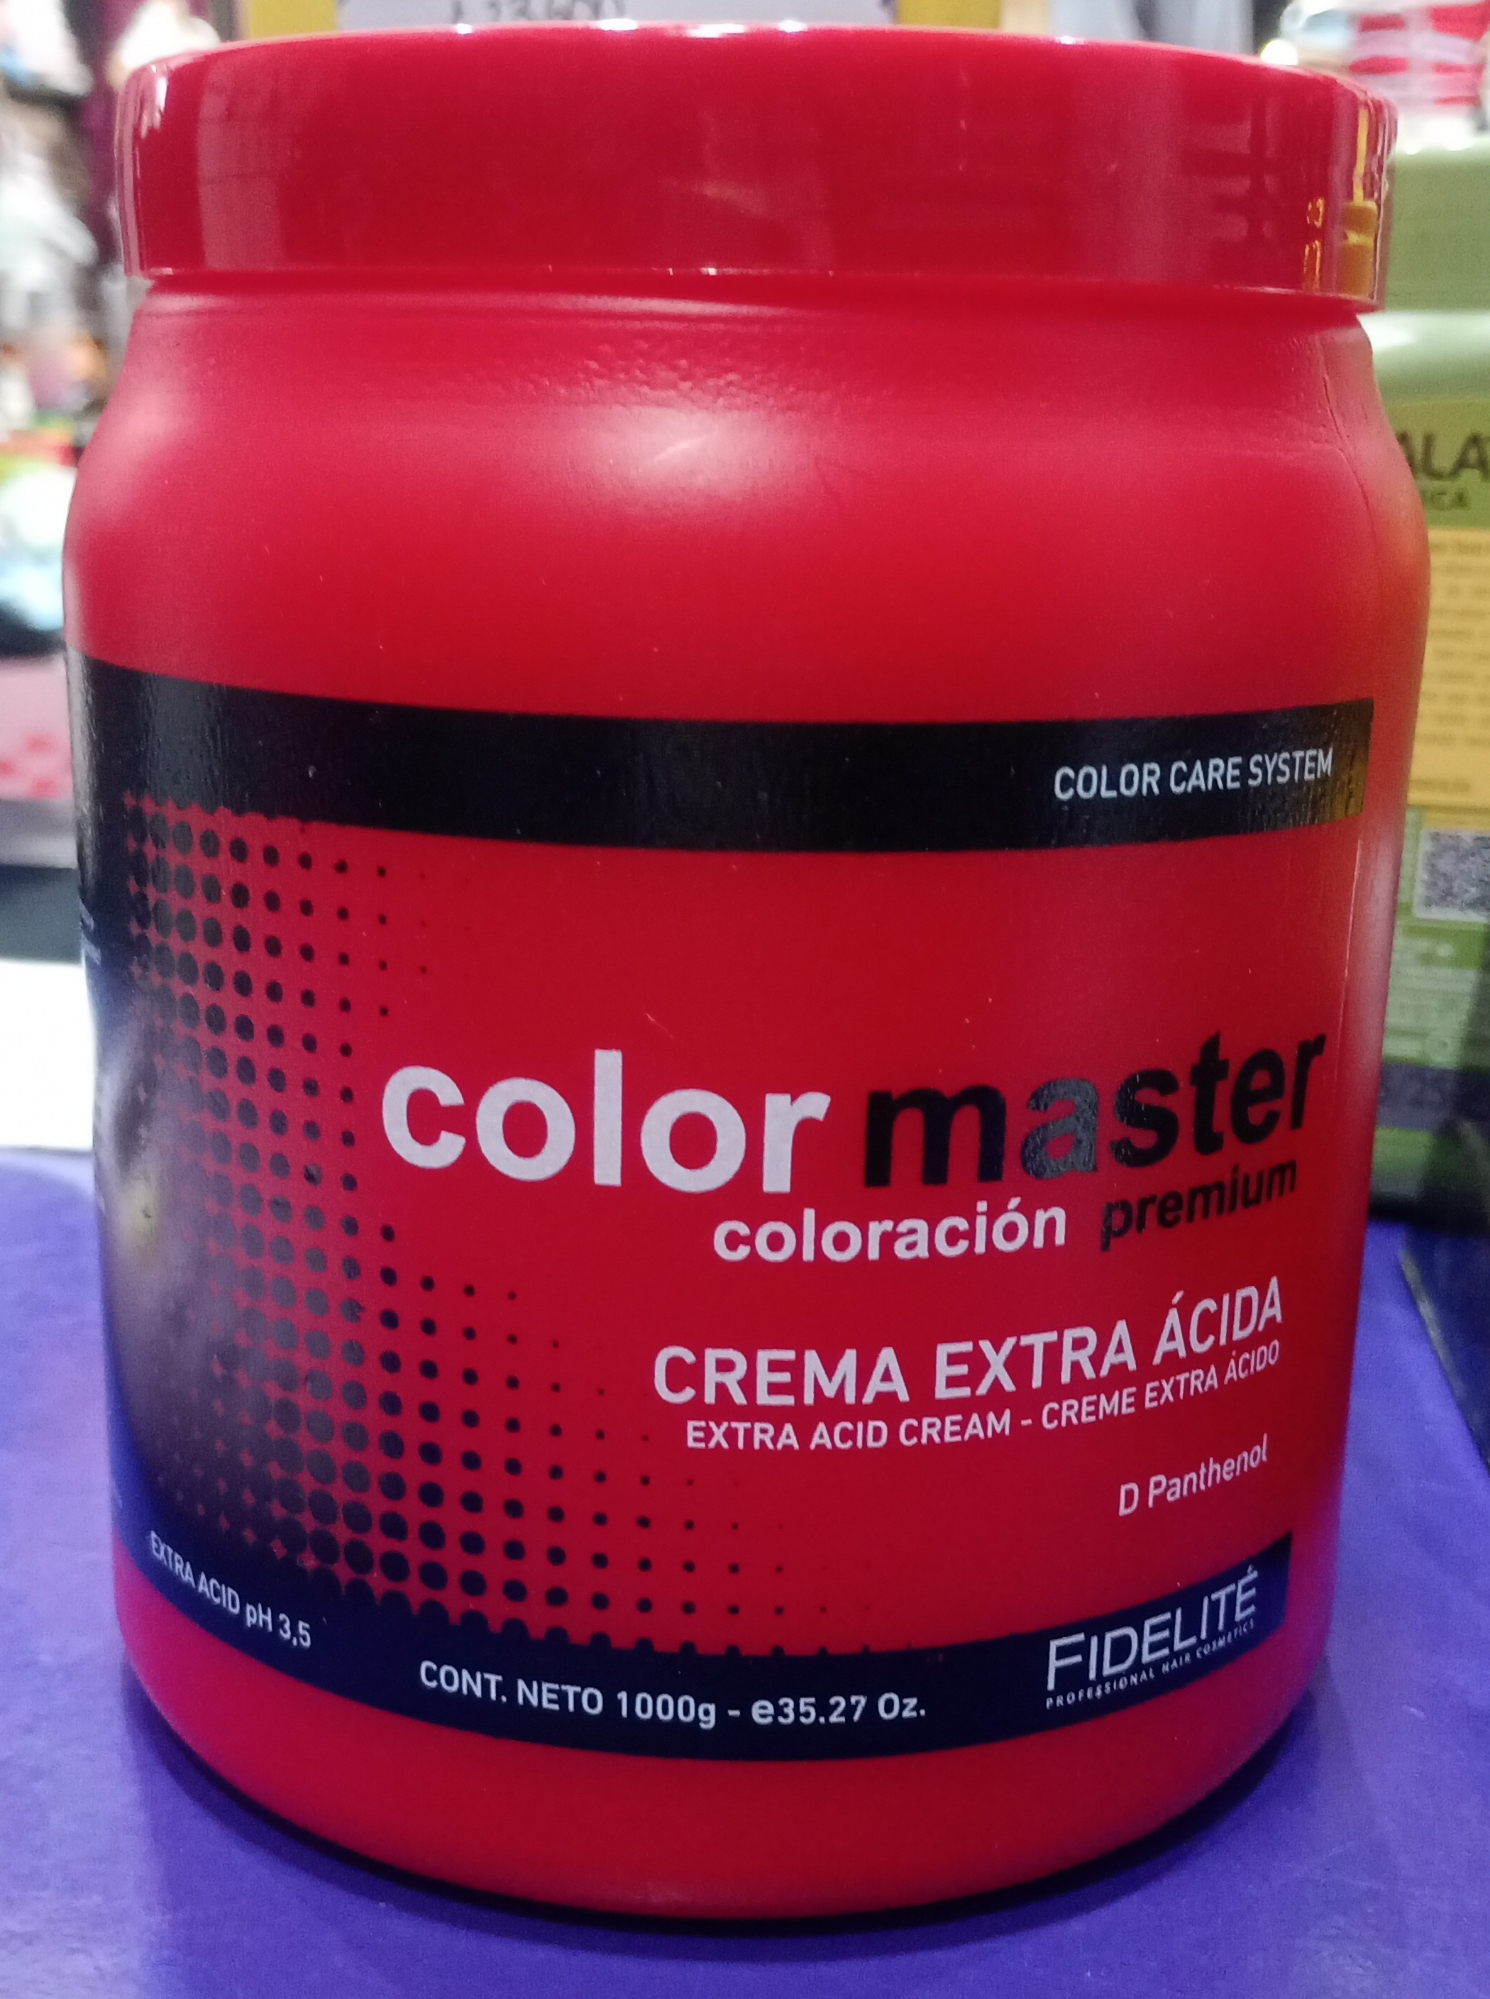 COLOR CARE SYSTEM
color master
coloración premium
CREMA EXTRA ÁCIDA
EXTRA ACID CREAM - CREME EXTRA ÁCIDO
D Panthenol
EXTRA ACID pH 3,5
CONT. NETO 1000g - e35.27 Oz.
FIDELITÉ
PROFESSIONAL HAIR COSMETICS